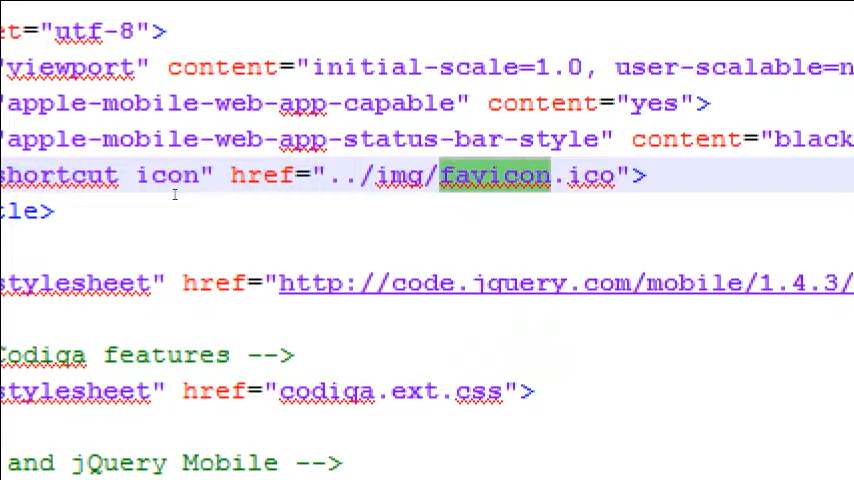 et="utf-8">
"viewport" content="initial-scale=1.0, user-scalable=n
"apple-mobile-web-app-capable" content="yes">
"apple-mobile-web-app-status-bar-style" content="black
shortcut icon" href="../img/favicon.ico">
tle>
stylesheet" href="http://code.jquery.com/mobile/1.4.3/
Codiqa features -->
stylesheet" href="codiqa.ext.css">
and jQuery Mobile -->